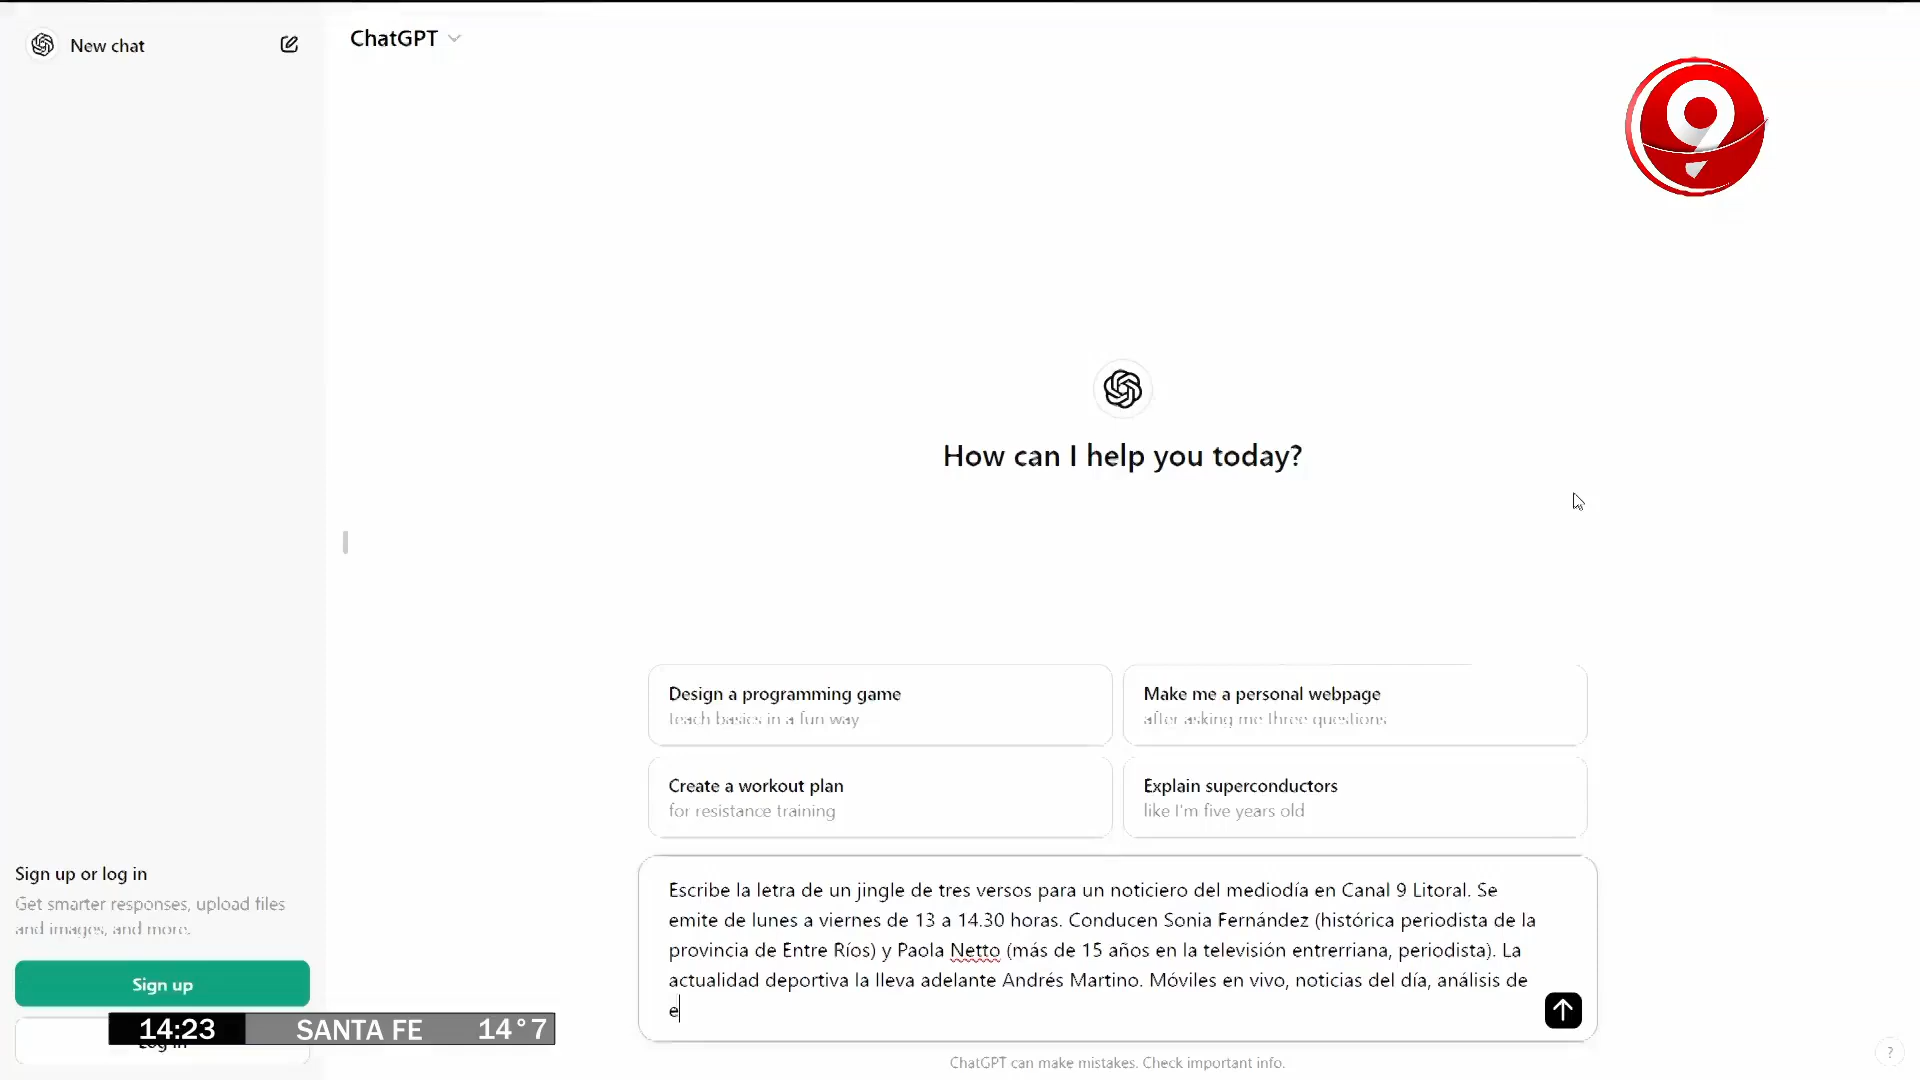 New chat
ChatGPT
9
How can I help you today?
Design a programming game
teach basics in a fun way
Make me a personal webpage
after asking me three questions
Create a workout plan
for resistance training
Explain superconductors
like I'm five years old
Sign up or log in
Get smarter responses, upload files
and images, and more.
Sign up
Log in
14:23 SANTA FE 14°7
Escribe la letra de un jingle de tres versos para un noticiero del mediodía en Canal 9 Litoral. Se
emite de lunes a viernes de 13 a 14.30 horas. Conducen Sonia Fernández (histórica periodista de la
provincia de Entre Ríos) y Paola Netto (más de 15 años en la televisión entrerriana, periodista). La
actualidad deportiva la lleva adelante Andrés Martino. Móviles en vivo, noticias del día, análisis de
e
ChatGPT can make mistakes. Check important info.
?